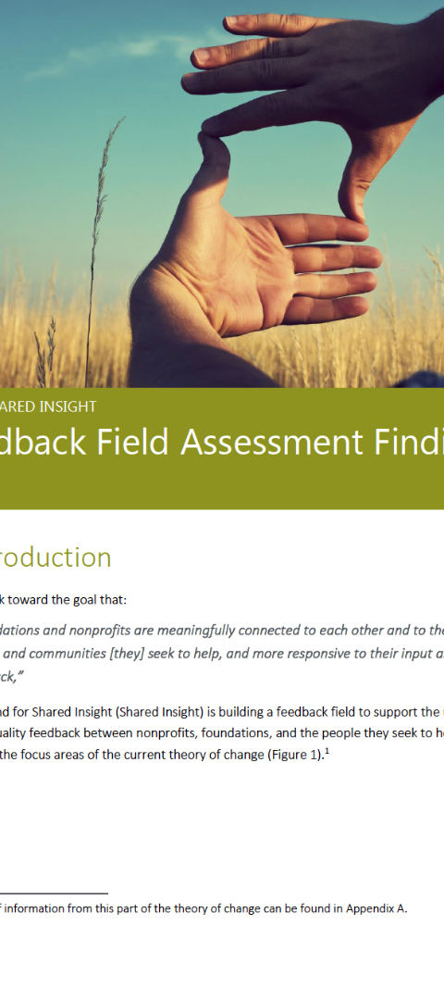 ARED INSIGHT
dback Field Assessment Findi
roduction
k toward the goal that:
dations and nonprofits are meaningfully connected to each other and to the
and communities [they] seek to help, and more responsive to their input a
ck,”
nd for Shared Insight (Shared Insight) is building a feedback field to support the
uality feedback between nonprofits, foundations, and the people they seek to h
the focus areas of the current theory of change (Figure 1).1
f information from this part of the theory of change can be found in Appendix A.